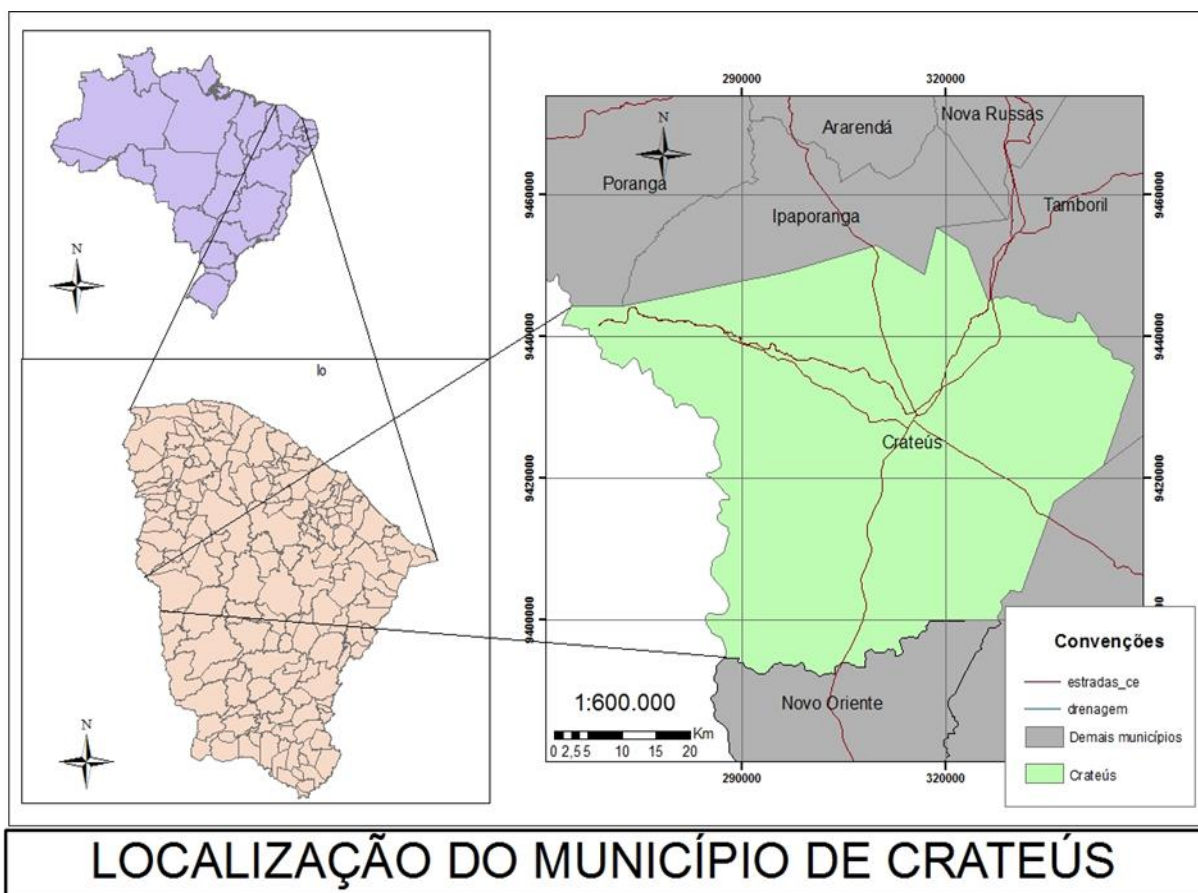 N
N
lo
N
290000
320000
Nova Russas
Ararendá
N
Poranga
9460000
9460000
Ipaporanga
Tamboril
9440000
9440000
Crateús
9420000
9420000
9400000
Novo Oriente
1:600.000
Km
0 2,5 5 10 15 20
290000
320000
Convenções
estradas_ce
drenagem
Demais municípios
Crateús
LOCALIZAÇÃO DO MUNICÍPIO DE CRATEÚS